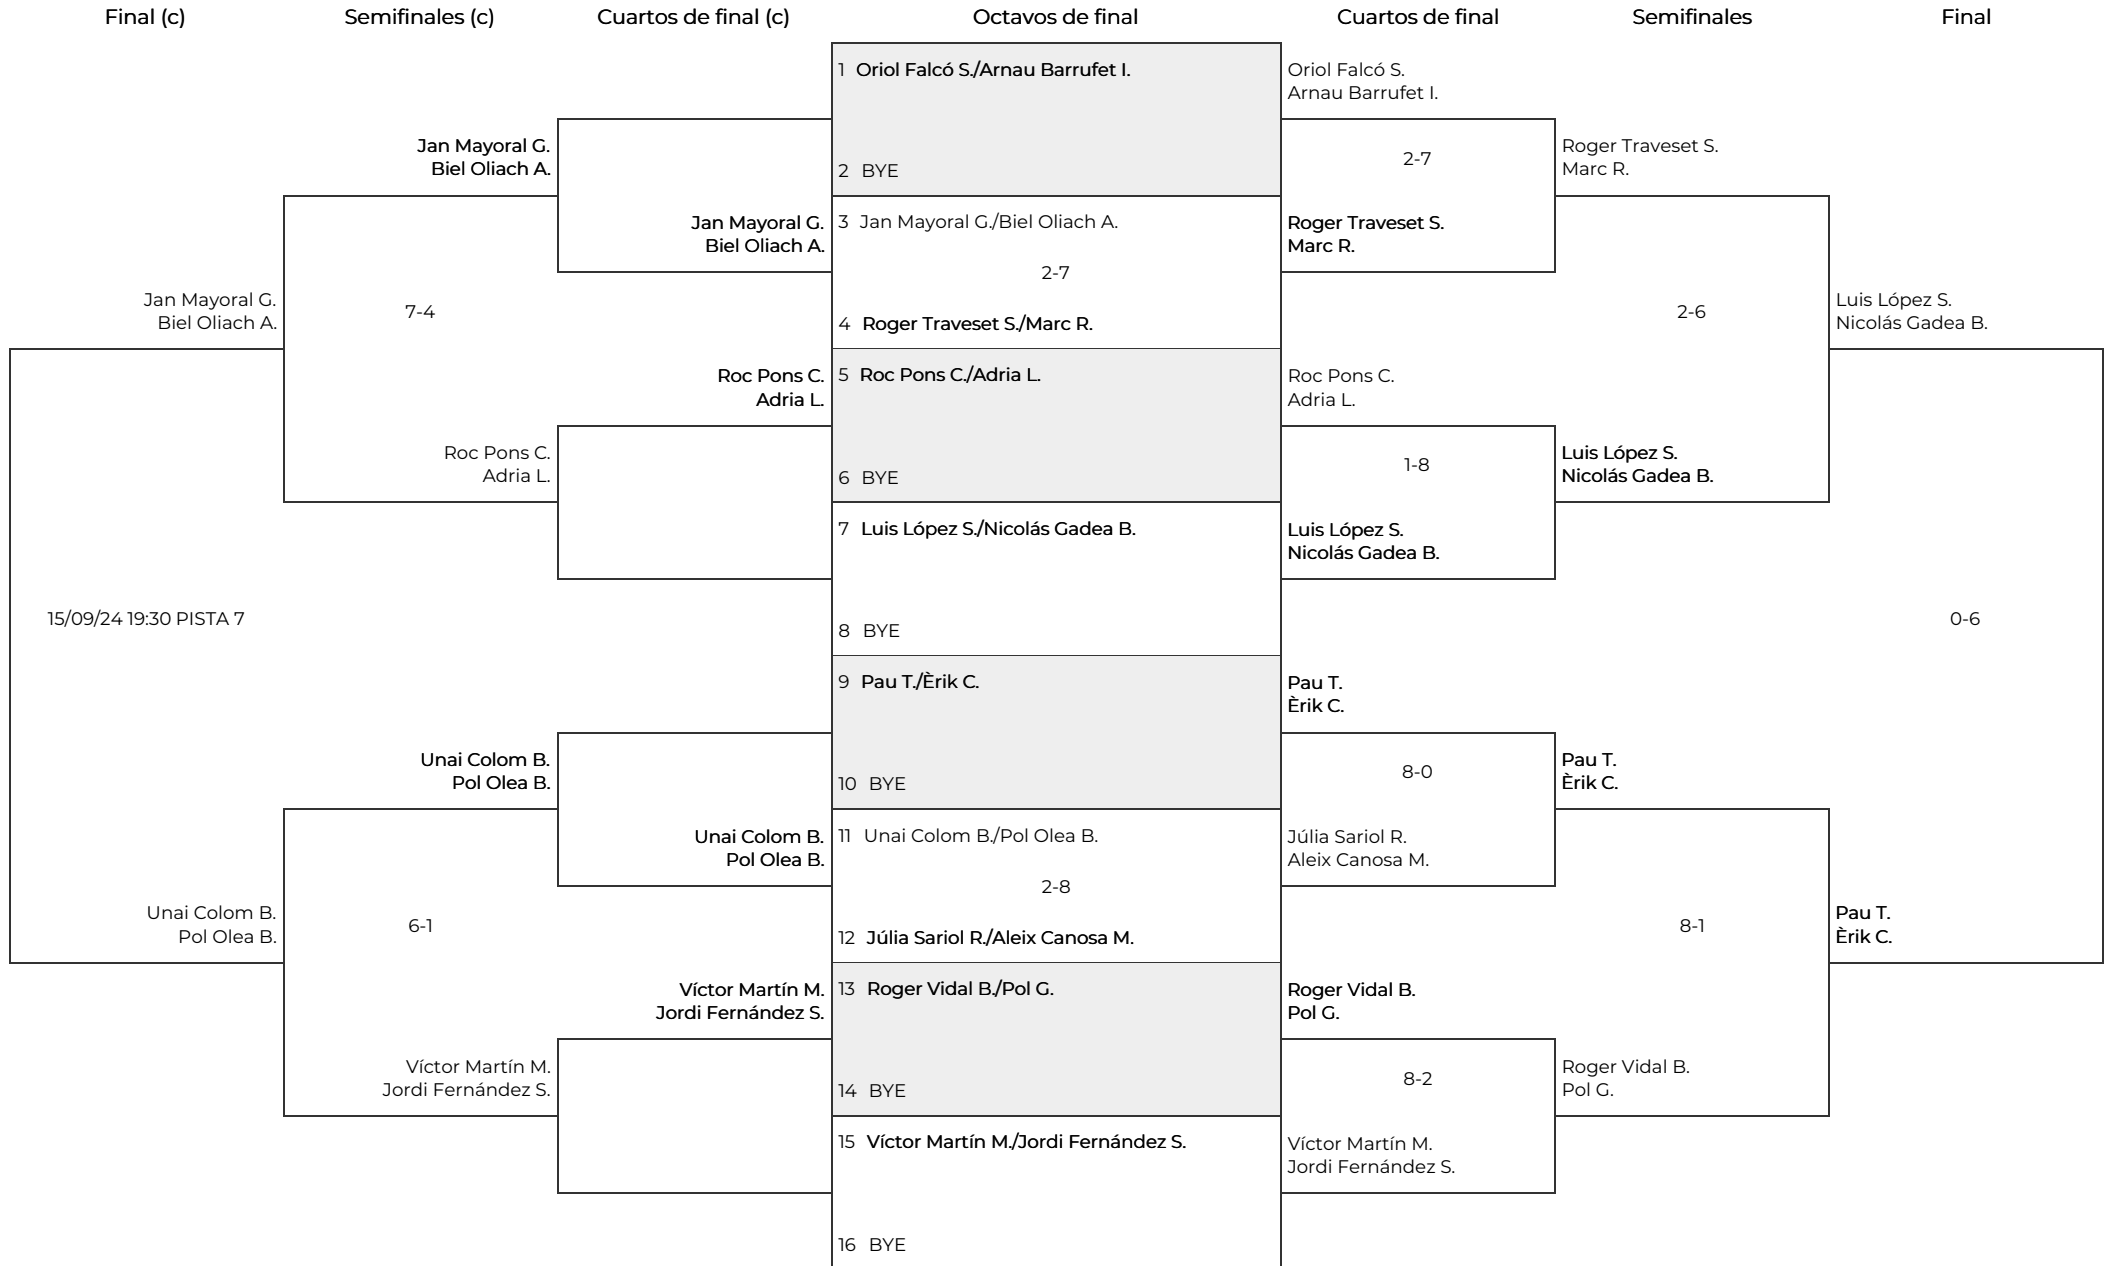 Final (c)
Semifinales (c)
Cuartos de final (c)
Octavos de final
Cuartos de final
Semifinales
Final
Jan Mayoral G.
Biel Oliach A.
15/09/24 19:30 PISTA 7
Unai Colom B.
Pol Olea B.
Jan Mayoral G.
Biel Oliach A.
7-4
Roc Pons C.
Adria L.
Unai Colom B.
Pol Olea B.
6-1
Víctor Martín M.
Jordi Fernández S.
Jan Mayoral G.
Biel Oliach A.
Roc Pons C.
Adria L.
Unai Colom B.
Pol Olea B.
Víctor Martín M.
Jordi Fernández S.
1 Oriol Falcó S./Arnau Barrufet I.
2 BYE
3 Jan Mayoral G./Biel Oliach A.
2-7
4 Roger Traveset S./Marc R.
5 Roc Pons C./Adria L.
6 BYE
7 Luis López S./Nicolás Gadea B.
8 BYE
9 Pau T./Èrik C.
10 BYE
11 Unai Colom B./Pol Olea B.
2-8
12 Júlia Sariol R./Aleix Canosa M.
13 Roger Vidal B./Pol G.
14 BYE
15 Víctor Martín M./Jordi Fernández S.
16 BYE
Oriol Falcó S.
Arnau Barrufet I.
2-7
Roger Traveset S.
Marc R.
Roc Pons C.
Adria L.
1-8
Luis López S.
Nicolás Gadea B.
Pau T.
Èrik C.
8-0
Júlia Sariol R.
Aleix Canosa M.
Roger Vidal B.
Pol G.
8-2
Víctor Martín M.
Jordi Fernández S.
Roger Traveset S.
Marc R.
2-6
Luis López S.
Nicolás Gadea B.
Pau T.
Èrik C.
8-1
Roger Vidal B.
Pol G.
Luis López S.
Nicolás Gadea B.
0-6
Pau T.
Èrik C.